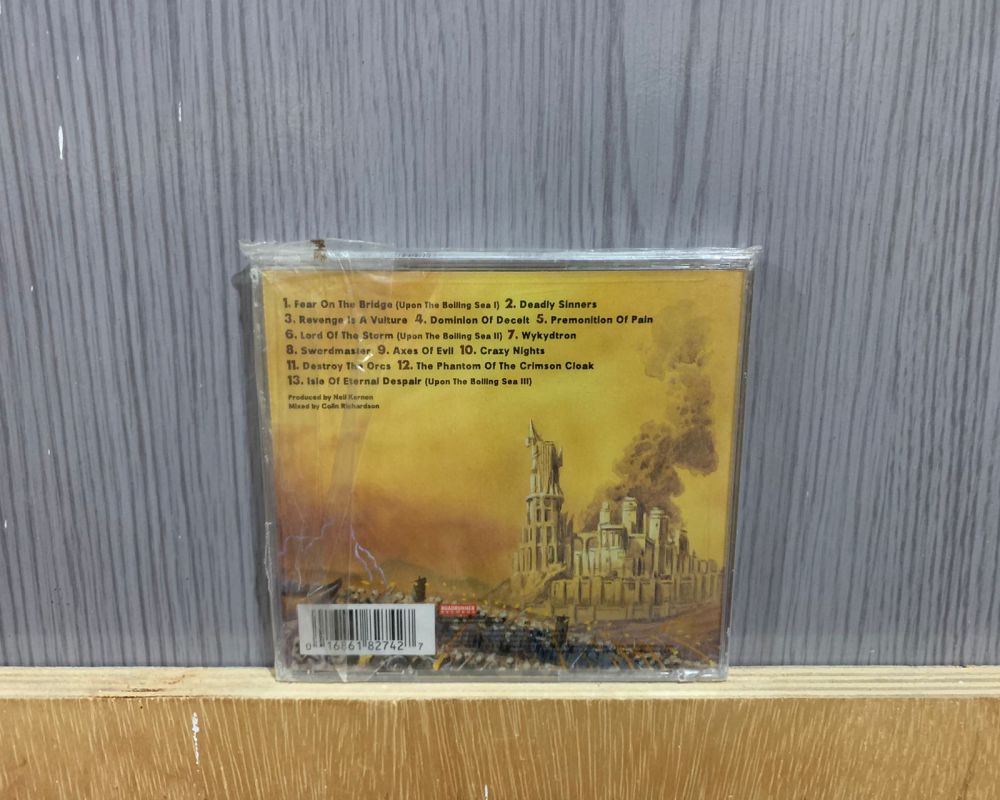 1. Fear On The Bridge (Upon The Boiling Sea I) 2. Deadly Sinners
3. Revenge Is A Vulture 4. Dominion Of Deceit 5. Premonition Of Pain
6. Lord Of The Storm (Upon The Boiling Sea II) 7. Wykydtron
8. Swordmaster 9. Axes Of Evil 10. Crazy Nights
11. Destroy The Orcs 12. The Phantom Of The Crimson Cloak
13. Isle Of Eternal Despair (Upon The Boiling Sea III)
Produced by Neil Kernon
Mixed by Colin Richardson
ROADRUNNER
RECORDS
0 16861 82742 7